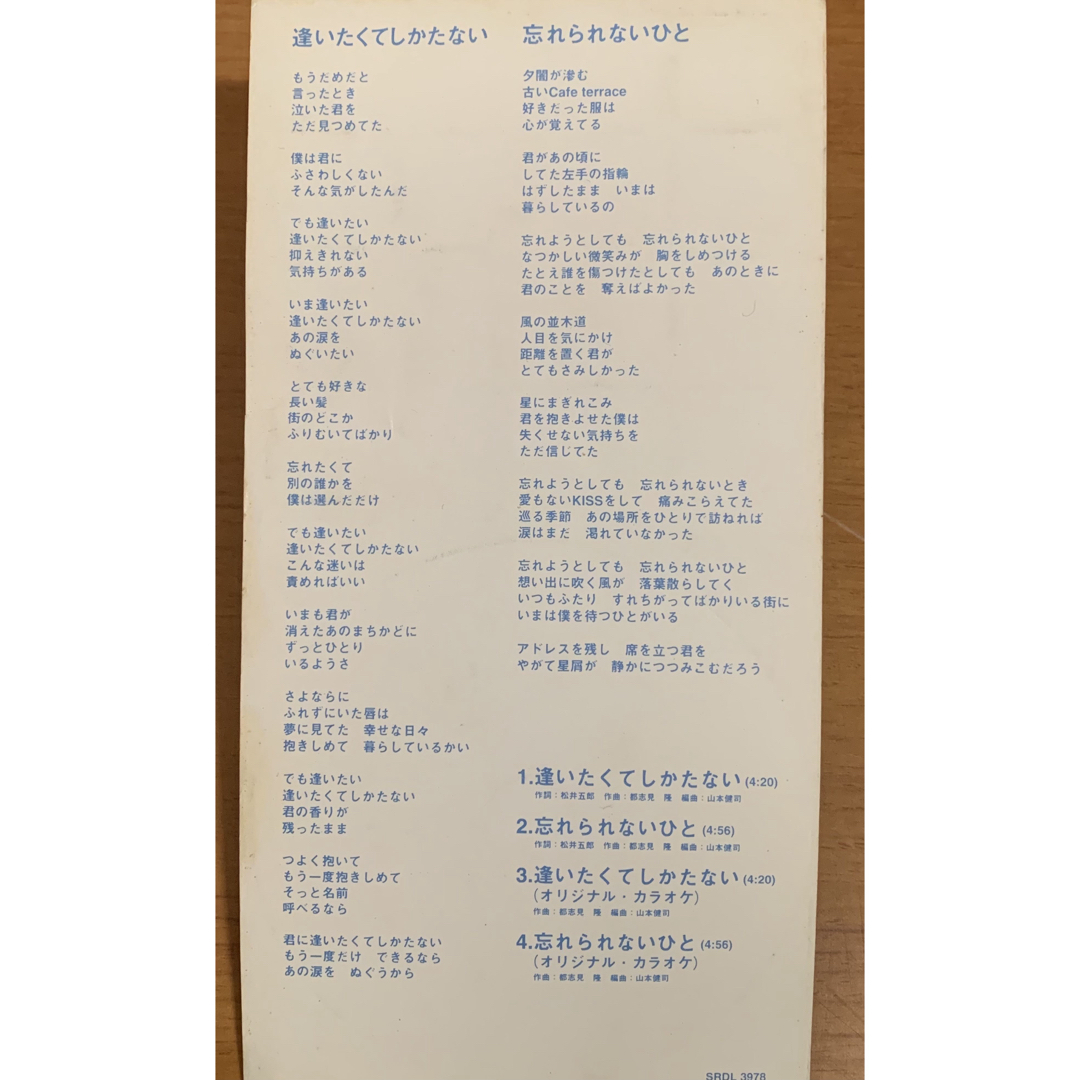 逢いたくてしかたない
もうだめだと
言ったとき
泣いた君を
ただ見つめてた
僕は君に
ふさわしくない
そんな気がしたんだ
でも逢いたい
逢いたくてしかたない
抑えきれない
気持ちがある
いま逢いたい
逢いたくてしかたない
あの涙を
ぬぐいたい
とても好きな
長い髪
街のどこか
ふりむいてばかり
忘れたくて
別の誰かを
僕は選んだだけ
でも逢いたい
逢いたくてしかたない
こんな迷いは
責めればいい
いまも君が
消えたあのまちかどに
ずっとひとり
いるようさ
さよならに
ふれずにいた唇は
夢に見てた　幸せな日々
抱きしめて　暮らしているかい
でも逢いたい
逢いたくてしかたない
君の香りが
残ったまま
つよく抱いて
もう一度抱きしめて
そっと名前
呼べるなら
君に逢いたくてしかたない
もう一度だけ　できるなら
あの涙を　ぬぐうから
忘れられないひと
夕闇が滲む
古いCafe terrace
好きだった服は
心が覚えてる
君があの頃に
してた左手の指輪
はずしたまま　いまは
暮らしているの
忘れようとしても　忘れられないひと
なつかしい微笑みが　胸をしめつける
たとえ誰を傷つけたとしても　あのときに
君のことを　奪えばよかった
風の並木道
人目を気にかけ
距離を置く君が
とてもさみしかった
星にまぎれこみ
君を抱きよせた僕は
失くせない気持ちを
ただ信じてた
忘れようとしても　忘れられないとき
愛もないKISSをして　痛みこらえてた
巡る季節　あの場所をひとりで訪ねれば
涙はまだ　渇れていなかった
忘れようとしても　忘れられないひと
想い出に吹く風が　落葉散らしてく
いつもふたり　すれちがってばかりいる街に
いまは僕を待つひとがいる
アドレスを残し　席を立つ君を
やがて星屑が　静かにつつみこむだろう
1.逢いたくてしかたない(4:20)
作詞：松井五郎　作曲：都志見　隆　編曲：山本健司
2.忘れられないひと(4:56)
作詞：松井五郎　作曲：都志見　隆　編曲：山本健司
3.逢いたくてしかたない(4:20)
（オリジナル・カラオケ）
作曲：都志見　隆　編曲：山本健司
4.忘れられないひと(4:56)
（オリジナル・カラオケ）
作曲：都志見　隆　編曲：山本健司
SRDL 3978